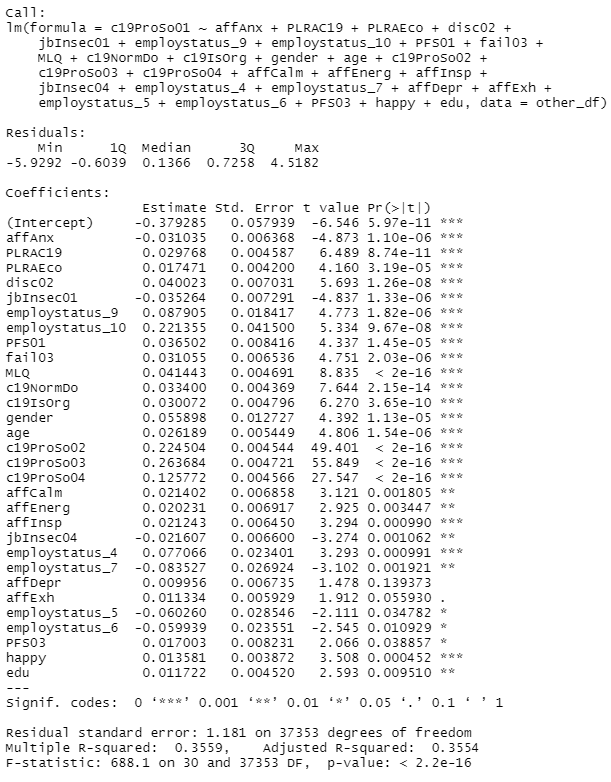 Call:
lm(formula = c19ProSo01 ~ affAnx + PLRAC19 + PLRAEco + disc02 +
    jbInsec01 + employstatus_9 + employstatus_10 + PFS01 + fail03 +
    MLQ + c19NormDo + c19IsOrg + gender + age + c19ProSo02 +
    c19ProSo03 + c19ProSo04 + affCalm + affEnerg + affInsp +
    jbInsec04 + employstatus_4 + employstatus_7 + affDepr + affExh +
    employstatus_5 + employstatus_6 + PFS03 + happy + edu, data = other_df)
Residuals:
    Min      1Q  Median      3Q     Max
-5.9292 -0.6039  0.1366  0.7258  4.5182
Coefficients:
                 Estimate Std. Error t value Pr(>|t|)
(Intercept)     -0.379285   0.057939  -6.546 5.97e-11 ***
affAnx          -0.031035   0.006368  -4.873 1.10e-06 ***
PLRAC19          0.029768   0.004587   6.489 8.74e-11 ***
PLRAEco          0.017471   0.004200   4.160 3.19e-05 ***
disc02           0.040023   0.007031   5.693 1.26e-08 ***
jbInsec01       -0.035264   0.007291  -4.837 1.33e-06 ***
employstatus_9   0.087905   0.018417   4.773 1.82e-06 ***
employstatus_10  0.221355   0.041500   5.334 9.67e-08 ***
PFS01            0.036502   0.008416   4.337 1.45e-05 ***
fail03           0.031055   0.006536   4.751 2.03e-06 ***
MLQ              0.041443   0.004691   8.835  < 2e-16 ***
c19NormDo        0.033400   0.004369   7.644 2.15e-14 ***
c19IsOrg         0.030072   0.004796   6.270 3.65e-10 ***
gender           0.055898   0.012727   4.392 1.13e-05 ***
age              0.026189   0.005449   4.806 1.54e-06 ***
c19ProSo02       0.224504   0.004544  49.401  < 2e-16 ***
c19ProSo03       0.263684   0.004721  55.849  < 2e-16 ***
c19ProSo04       0.125772   0.004566  27.547  < 2e-16 ***
affCalm          0.021402   0.006858   3.121 0.001805 **
affEnerg         0.020231   0.006917   2.925 0.003447 **
affInsp          0.021243   0.006450   3.294 0.000990 ***
jbInsec04       -0.021607   0.006600  -3.274 0.001062 **
employstatus_4   0.077066   0.023401   3.293 0.000991 ***
employstatus_7  -0.083527   0.026924  -3.102 0.001921 **
affDepr          0.009956   0.006735   1.478 0.139373
affExh           0.011334   0.005929   1.912 0.055930 .
employstatus_5  -0.060260   0.028546  -2.111 0.034782 *
employstatus_6  -0.059939   0.023551  -2.545 0.010929 *
PFS03            0.017003   0.008231   2.066 0.038857 *
happy            0.013581   0.003872   3.508 0.000452 ***
edu              0.011722   0.004520   2.593 0.009510 **
---
Signif. codes:  0 ‘***’ 0.001 ‘**’ 0.01 ‘*’ 0.05 ‘.’ 0.1 ‘ ’ 1
Residual standard error: 1.181 on 37353 degrees of freedom
Multiple R-squared:  0.3559,    Adjusted R-squared:  0.3554
F-statistic: 688.1 on 30 and 37353 DF,  p-value: < 2.2e-16